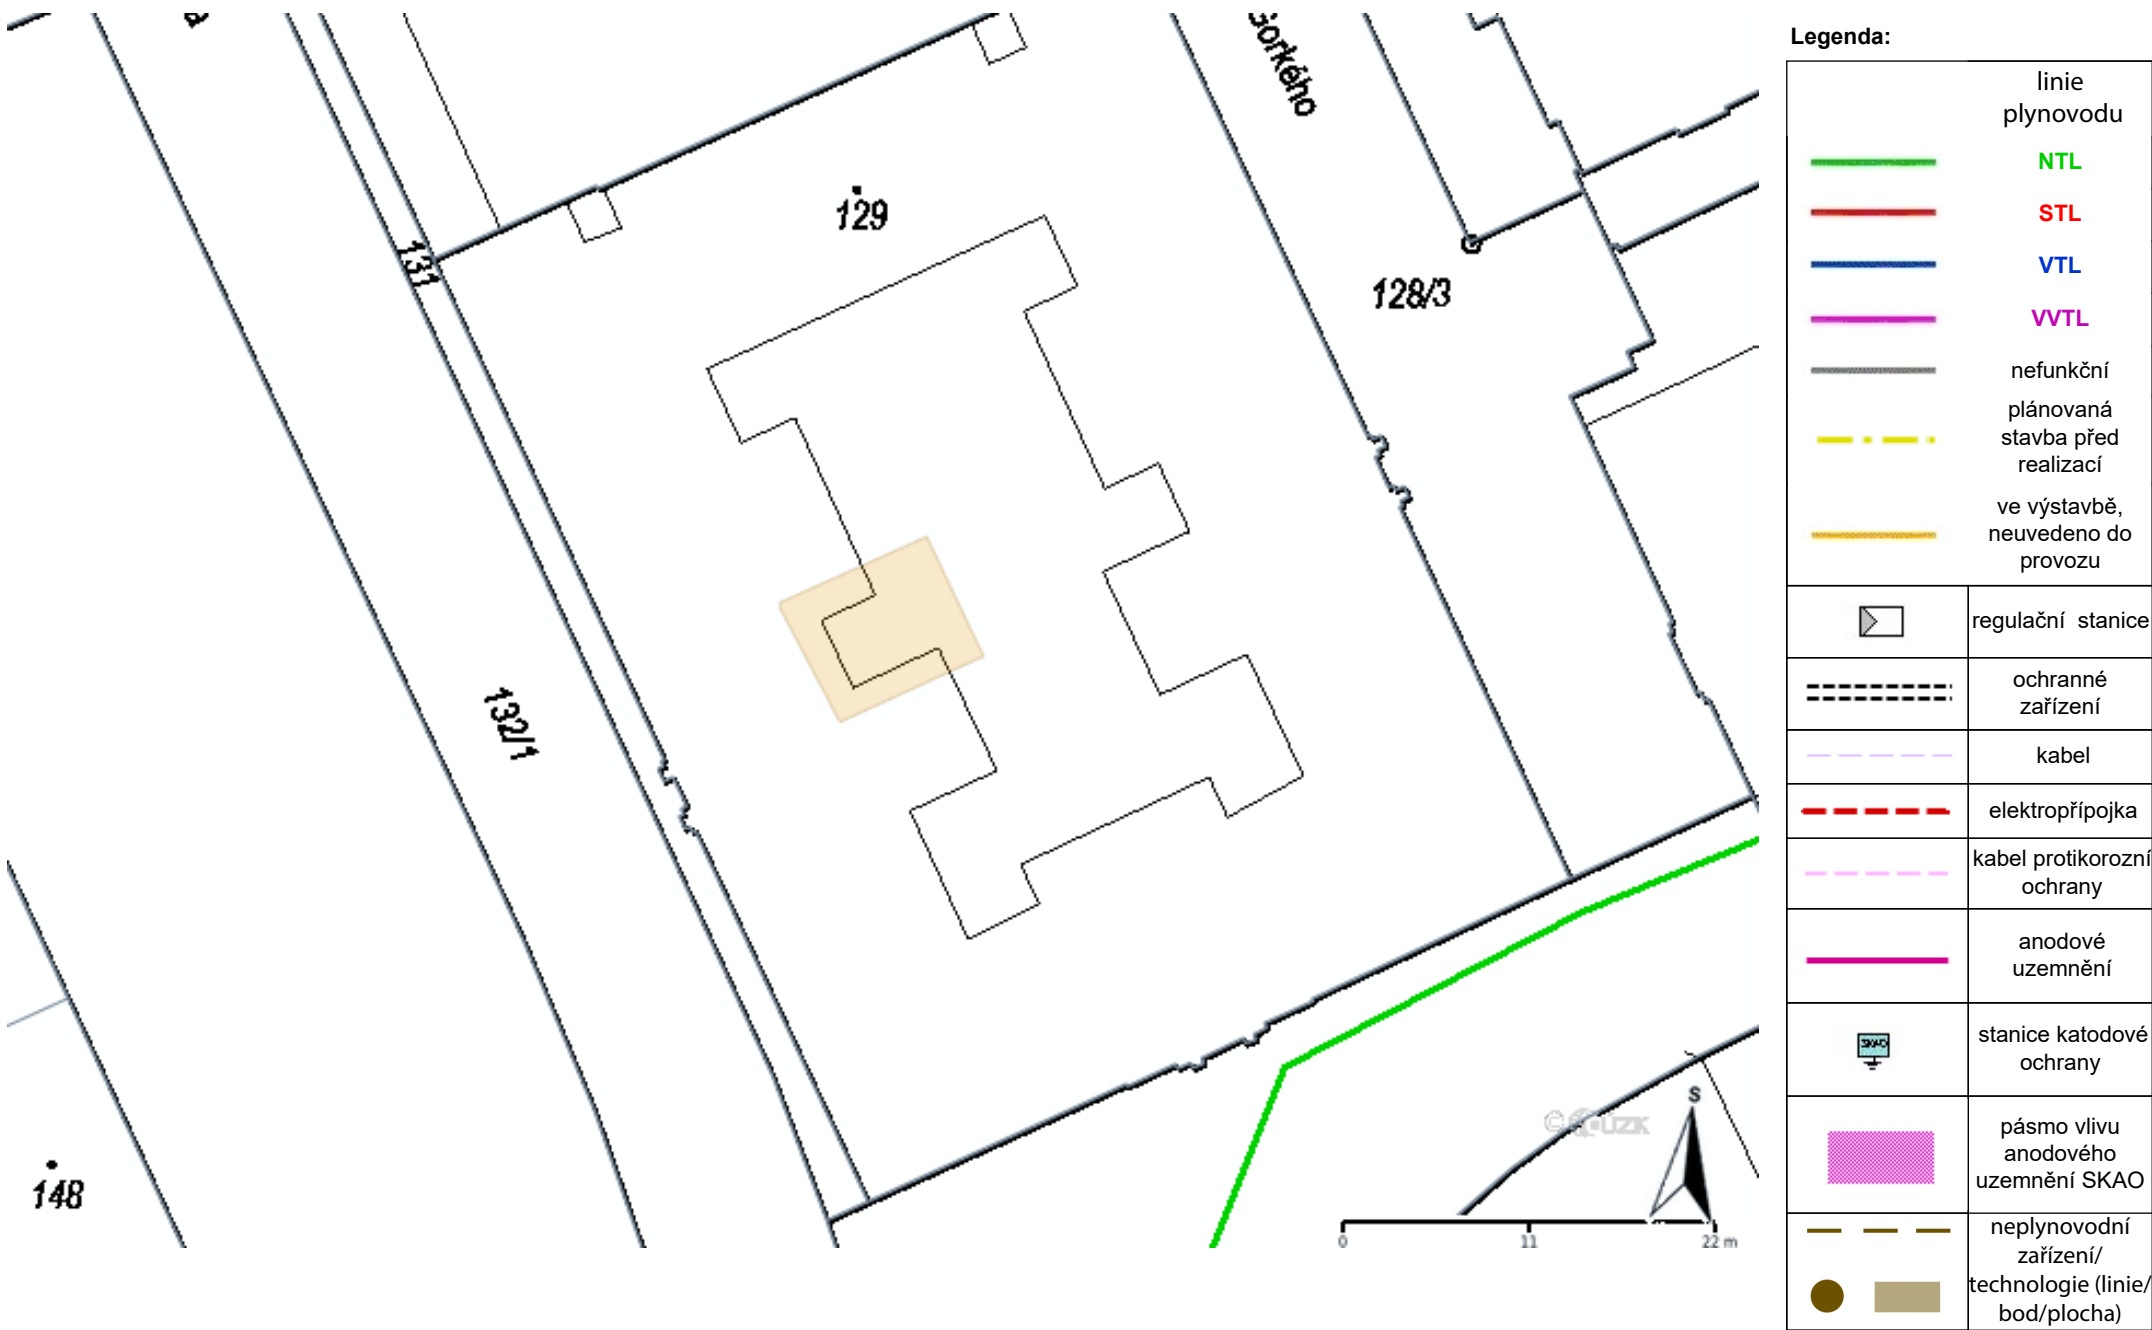 Gorkého
129
131
128/3
132/1
148
S
0 11 22 m
Legenda:
linie
plynovodu
NTL
STL
VTL
VVTL
nefunkční
plánovaná
stavba před
realizací
ve výstavbě,
neuvedeno do
provozu
regulační stanice
ochranné
zařízení
kabel
elektropřípojka
kabel protikorozní
ochrany
anodové
uzemnění
SKAO
stanice katodové
ochrany
pásmo vlivu
anodového
uzemnění SKAO
neplynovodní
zařízení/
technologie (linie/
bod/plocha)